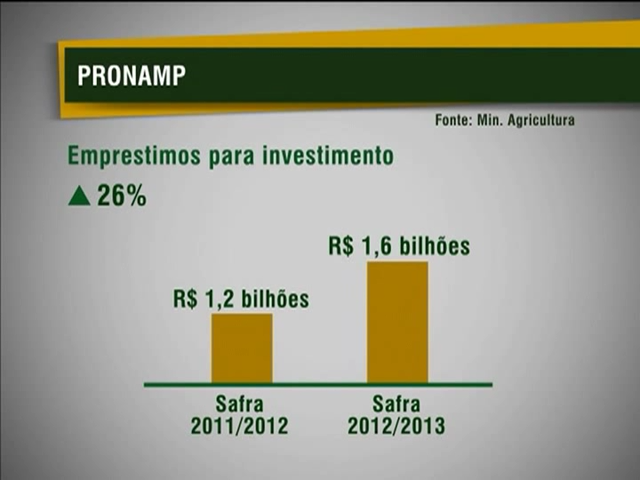 PRONAMP
Fonte: Min. Agricultura
Emprestimos para investimento
26%
R$ 1,6 bilhões
R$ 1,2 bilhões
Safra
2011/2012
Safra
2012/2013